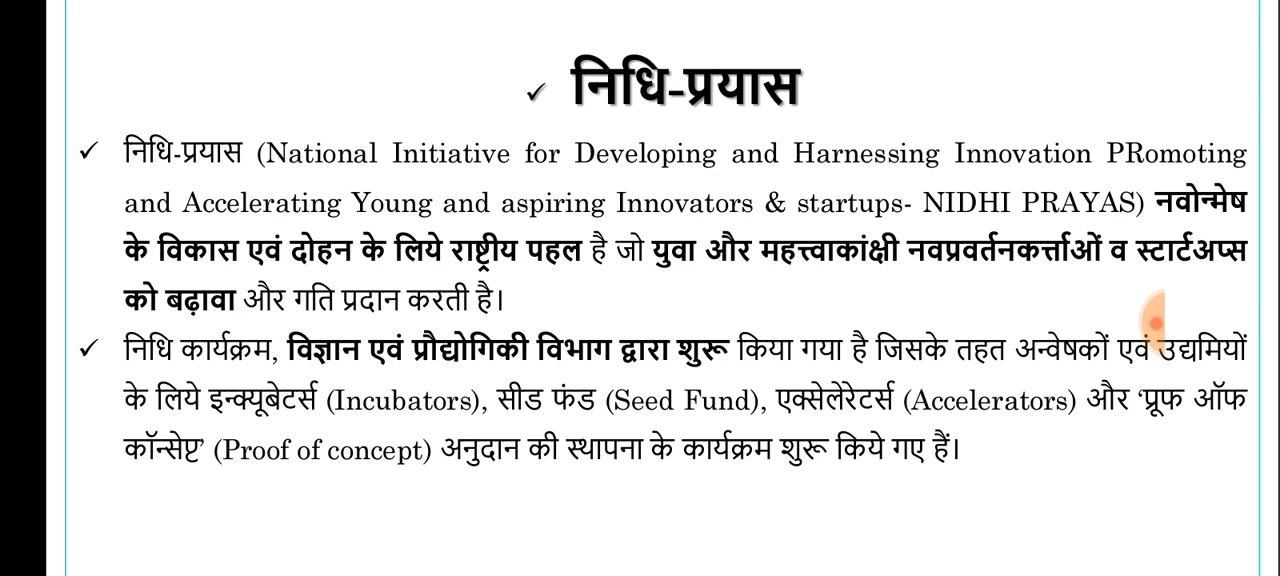 ✓ निधि-प्रयास
✓ निधि-प्रयास (National Initiative for Developing and Harnessing Innovation PRomoting
and Accelerating Young and aspiring Innovators & startups- NIDHI PRAYAS) नवोन्मेष
के विकास एवं दोहन के लिये राष्ट्रीय पहल है जो युवा और महत्त्वाकांक्षी नवप्रवर्तनकर्त्ताओं व स्टार्टअप्स
को बढ़ावा और गति प्रदान करती है।
✓ निधि कार्यक्रम, विज्ञान एवं प्रौद्योगिकी विभाग द्वारा शुरू किया गया है जिसके तहत अन्वेषकों एवं उद्यमियों
के लिये इन्क्यूबेटर्स (Incubators), सीड फंड (Seed Fund), एक्सेलेरेटर्स (Accelerators) और ‘प्रूफ ऑफ
कॉन्सेप्ट’ (Proof of concept) अनुदान की स्थापना के कार्यक्रम शुरू किये गए हैं।